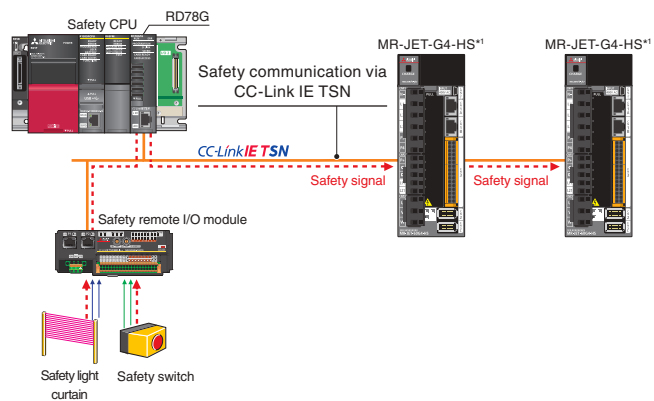 RD78G
Safety CPU
MR-JET-G4-HS*1
MR-JET-G4-HS*1
Safety communication via
CC-Link IE TSN
CC-Link IE TSN
Safety signal
Safety signal
Safety remote I/O module
Safety light
curtain
Safety switch